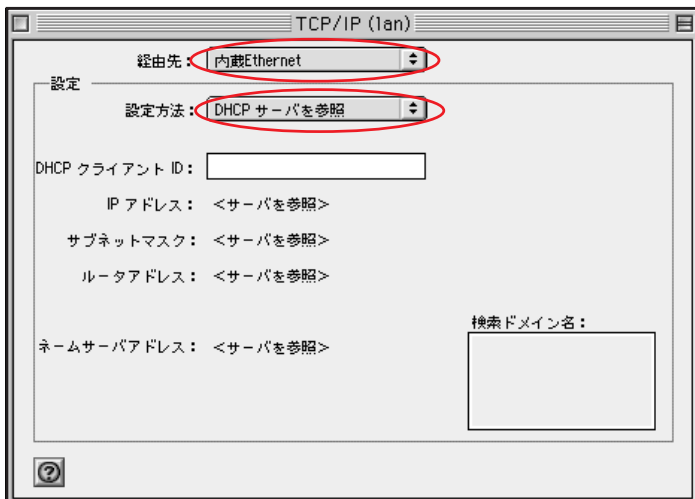 TCP/IP (lan)
経由先： 内蔵Ethernet
設定
設定方法： DHCP サーバを参照
DHCP クライアント ID：
IP アドレス： <サーバを参照>
サブネットマスク： <サーバを参照>
ルータアドレス： <サーバを参照>
検索ドメイン名：
ネームサーバアドレス： <サーバを参照>
?